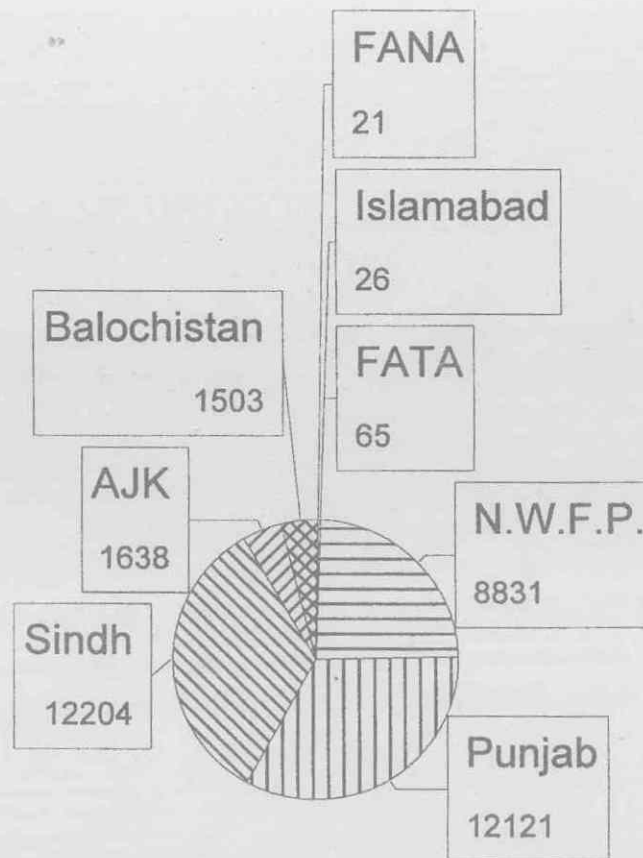 FANA
21
Islamabad
26
Balochistan
1503
FATA
65
AJK
1638
N.W.F.P.
8831
Sindh
12204
Punjab
12121